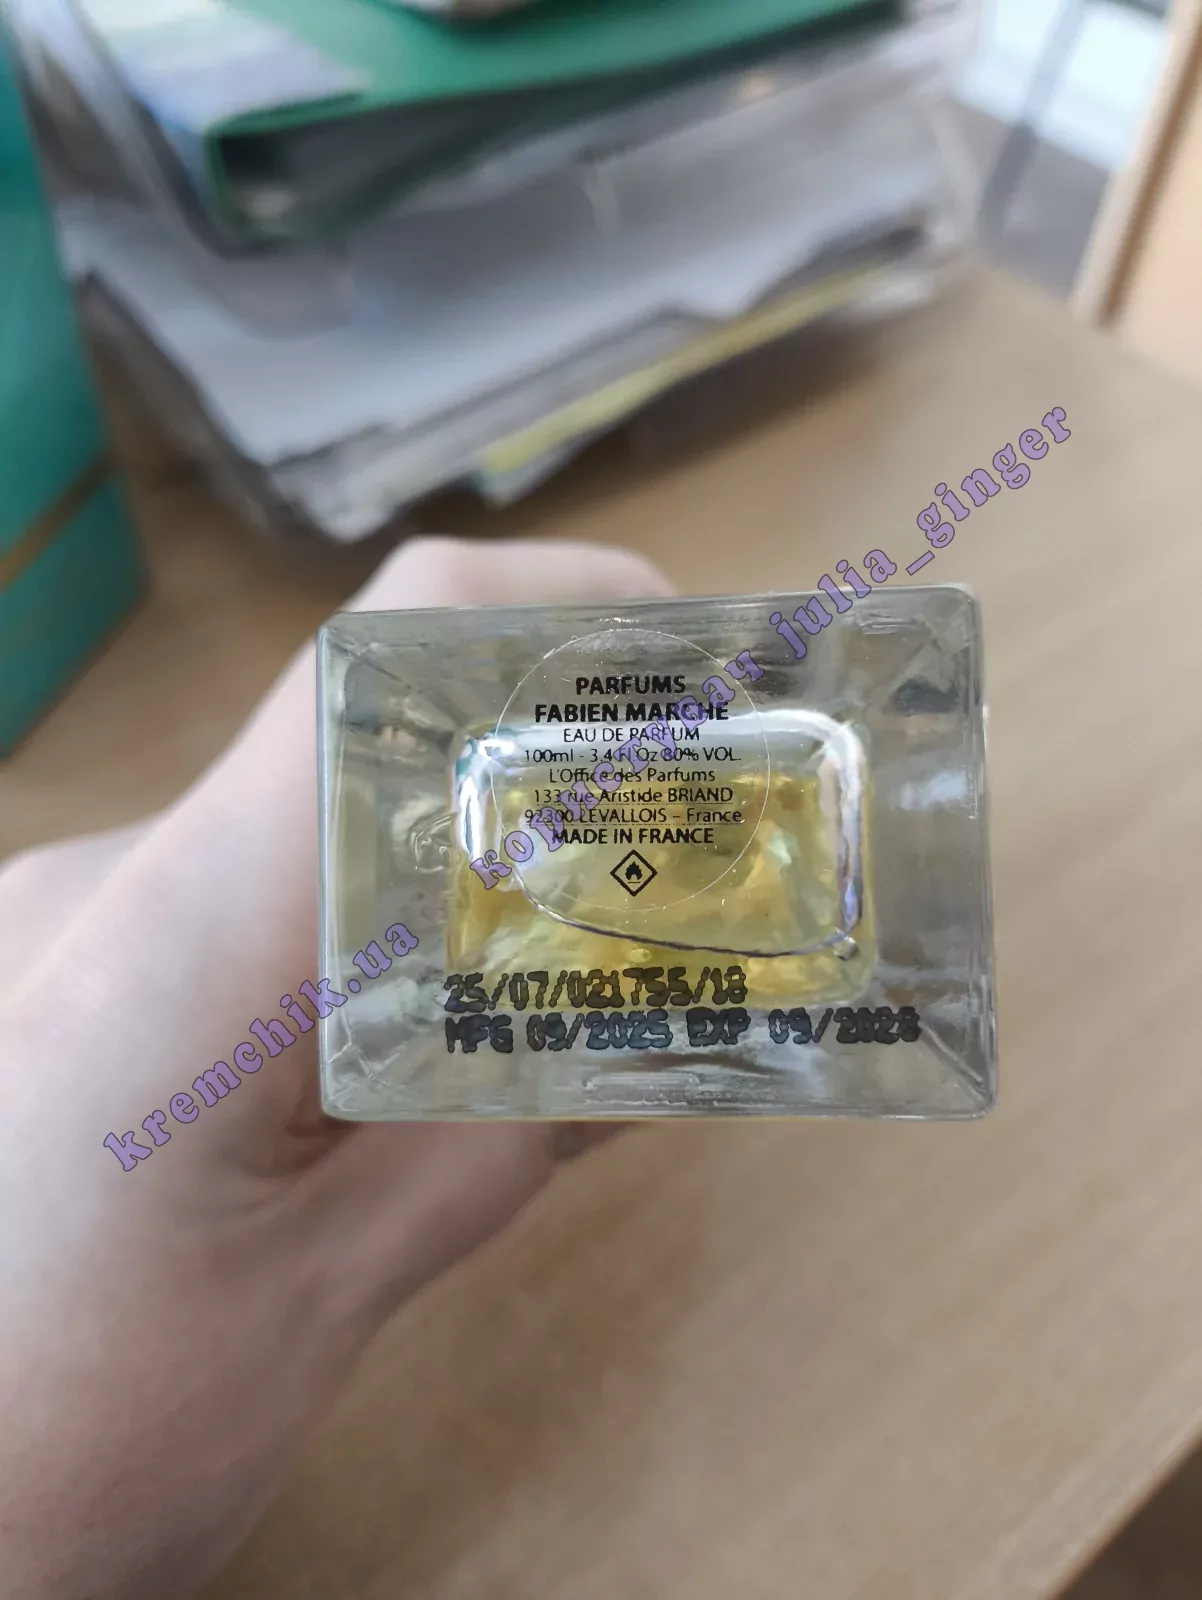 PARFUMS
FABIEN MARCHE
EAU DE PARFUM
100ml - 3.4 Fl Oz 80% VOL.
L'Office des Parfums
133 rue Aristide BRIAND
92300 LEVALLOIS – France
MADE IN FRANCE
25/07/021755/18
MFG 09/2025 EXP 09/2028
kremchik.ua користувач julia_ginger